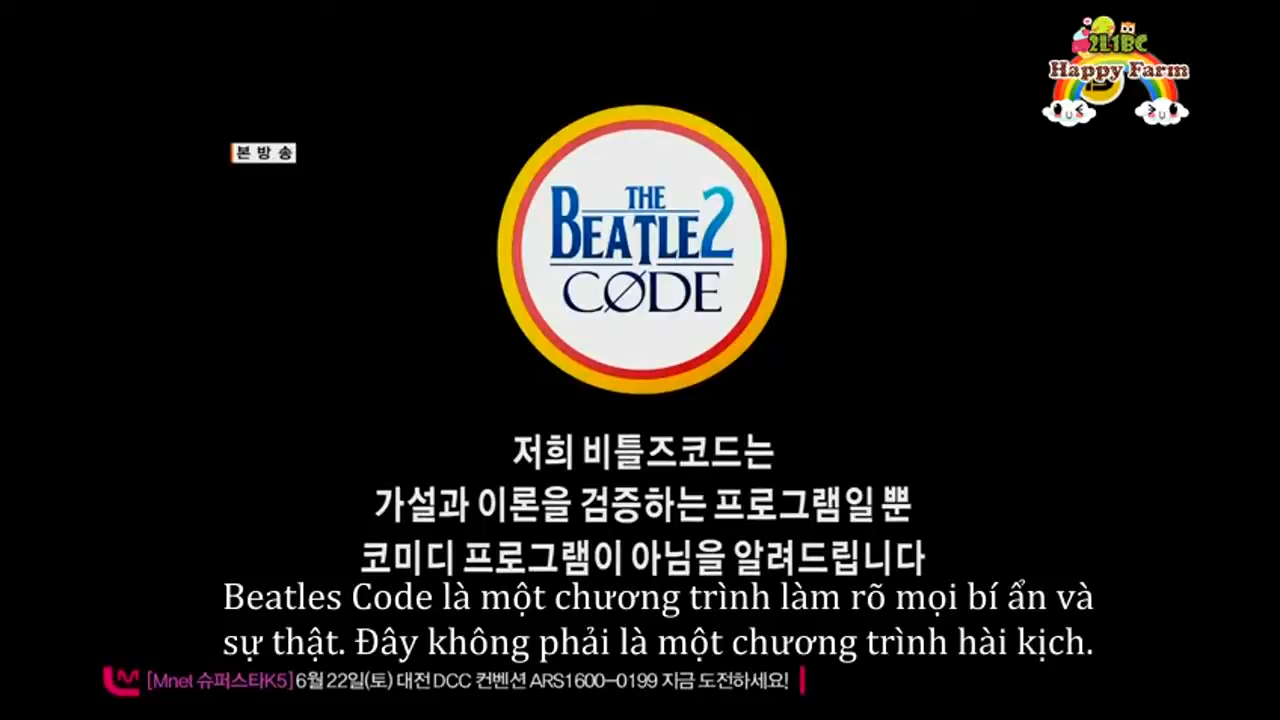 2L1BC
Happy Farm
본방송
THE
BEATLE2
CØDE
저희 비틀즈코드는
가설과 이론을 검증하는 프로그램일 뿐
코미디 프로그램이 아님을 알려드립니다
Beatles Code là một chương trình làm rõ mọi bí ẩn và
sự thật. Đây không phải là một chương trình hài kịch.
[Mnet 슈퍼스타K5] 6월 22일(토) 대전 DCC 컨벤션 ARS1600-0199 지금 도전하세요!